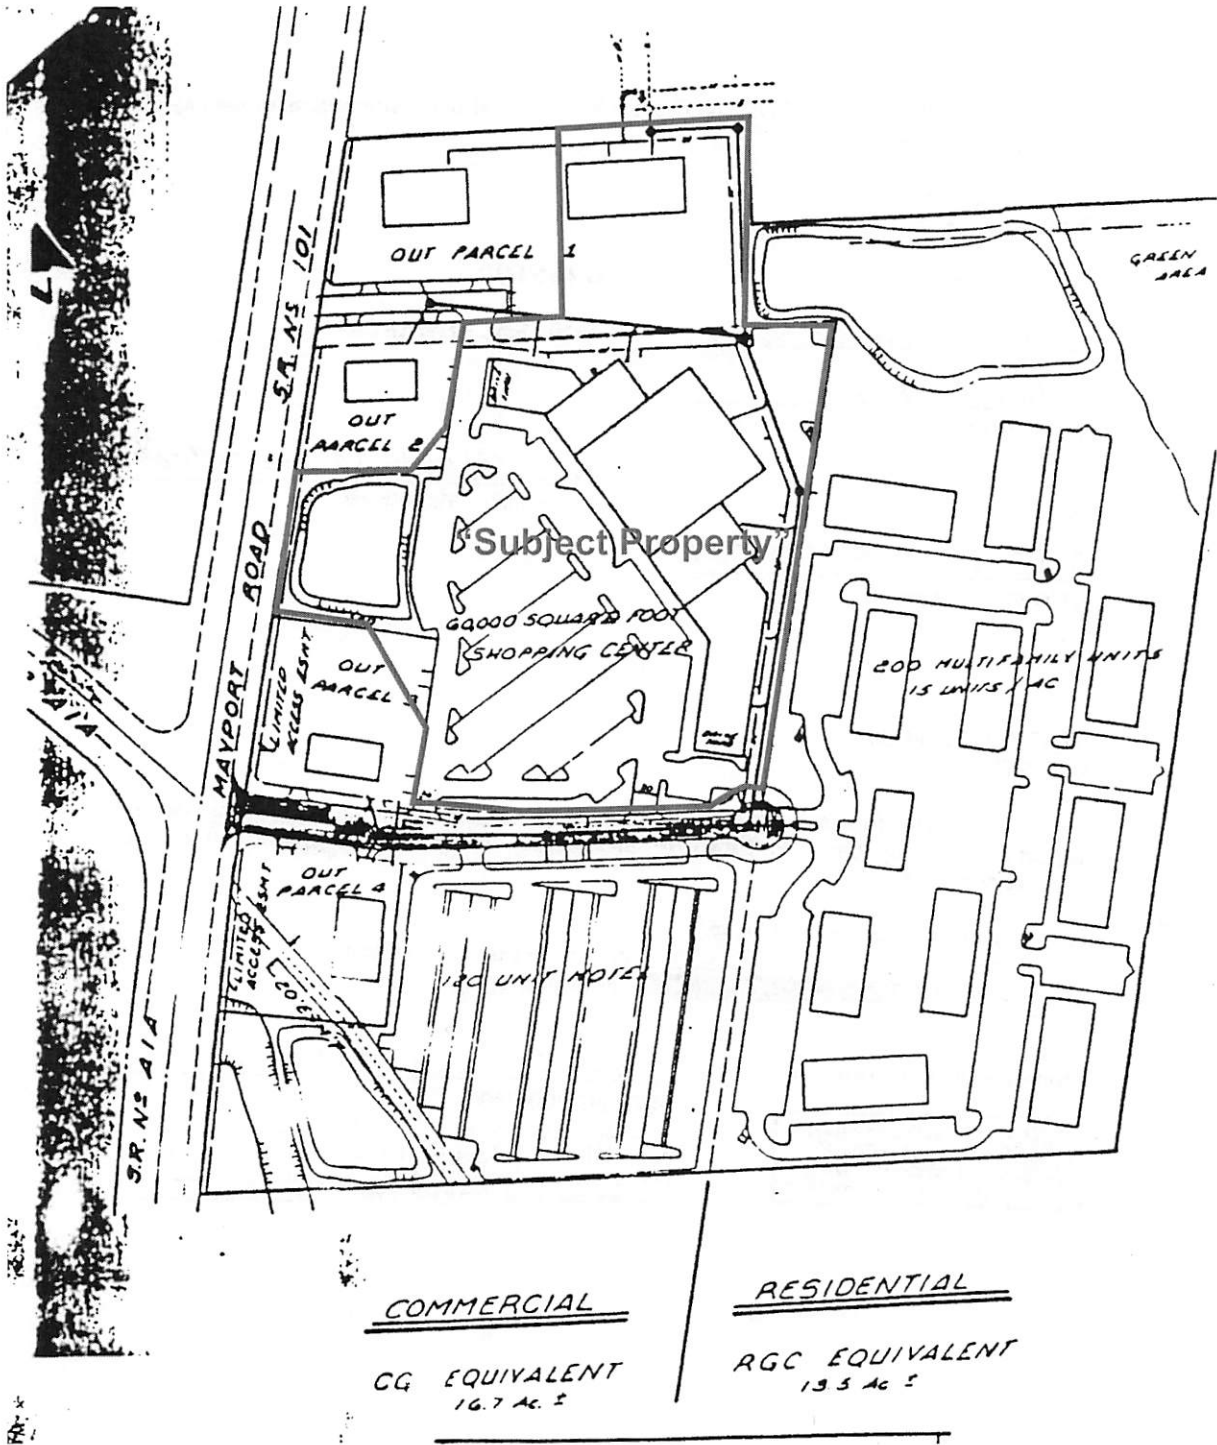 OUT PARCEL 1
GREEN
AREA
S.R. Nº 101
OUT
PARCEL 2
"Subject Property"
MAYPORT ROAD
60,000 SQUARE FOOT
SHOPPING CENTER
OUT
PARCEL 3
LIMITED
ACCESS ESMT
200 MULTIFAMILY UNITS
15 UNITS / AC
A1A
OUT
PARCEL 4
LIMITED
ACCESS ESMT
120 UNIT MOTEL
S.R. Nº A1A
COMMERCIAL
CG EQUIVALENT
16.7 Ac. ±
RESIDENTIAL
RGC EQUIVALENT
13.5 Ac ±